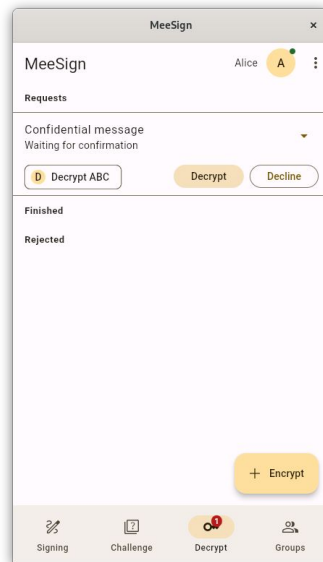 MeeSign ×
MeeSign Alice A
Requests
Confidential message
Waiting for confirmation
D Decrypt ABC Decrypt Decline
Finished
Rejected
+ Encrypt
? 1
Signing Challenge Decrypt Groups